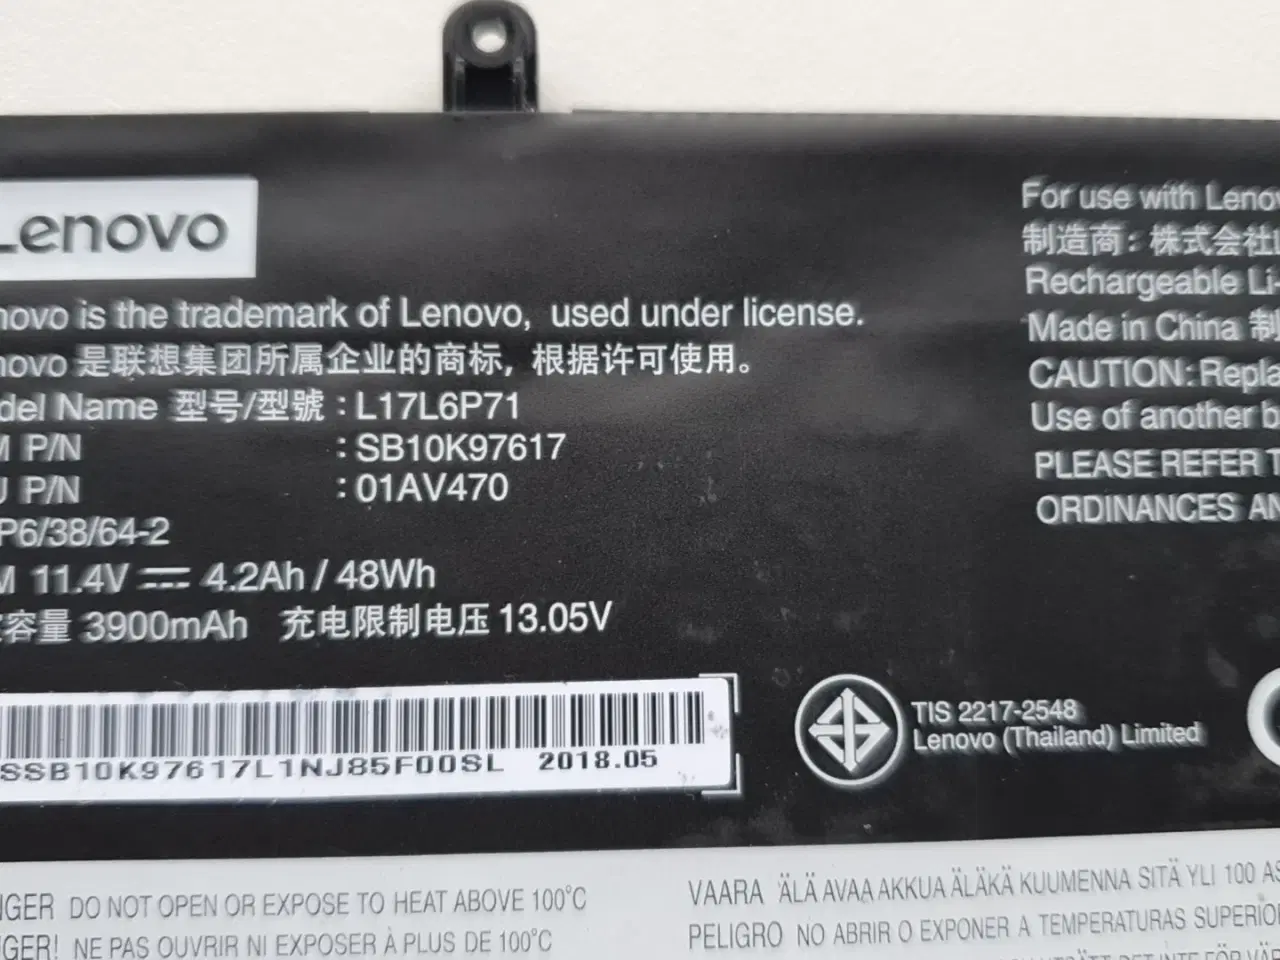 Lenovo
novo is the trademark of Lenovo, used under license.
novo 是联想集团所属企业的商标，根据许可使用。
del Name 型号/型號 : L17L6P71
M P/N : SB10K97617
U P/N : 01AV470
P6/38/64-2
M 11.4V ⎓ 4.2Ah / 48Wh
容量 3900mAh 充电限制电压 13.05V
SSB10K97617L1NJ85F00SL 2018.05
For use with Lenov
制造商：株式会社
Rechargeable Li-
Made in China 制
CAUTION: Repla
Use of another b
PLEASE REFER T
ORDINANCES AN
TIS 2217-2548
Lenovo (Thailand) Limited
NGER DO NOT OPEN OR EXPOSE TO HEAT ABOVE 100°C
NGER! NE PAS OUVRIR NI EXPOSER À PLUS DE 100°C
VAARA ÄLÄ AVAA AKKUA ÄLÄKÄ KUUMENNA SITÄ YLI 100 AS
PELIGRO NO ABRIR O EXPONER A TEMPERATURAS SUPERIOR